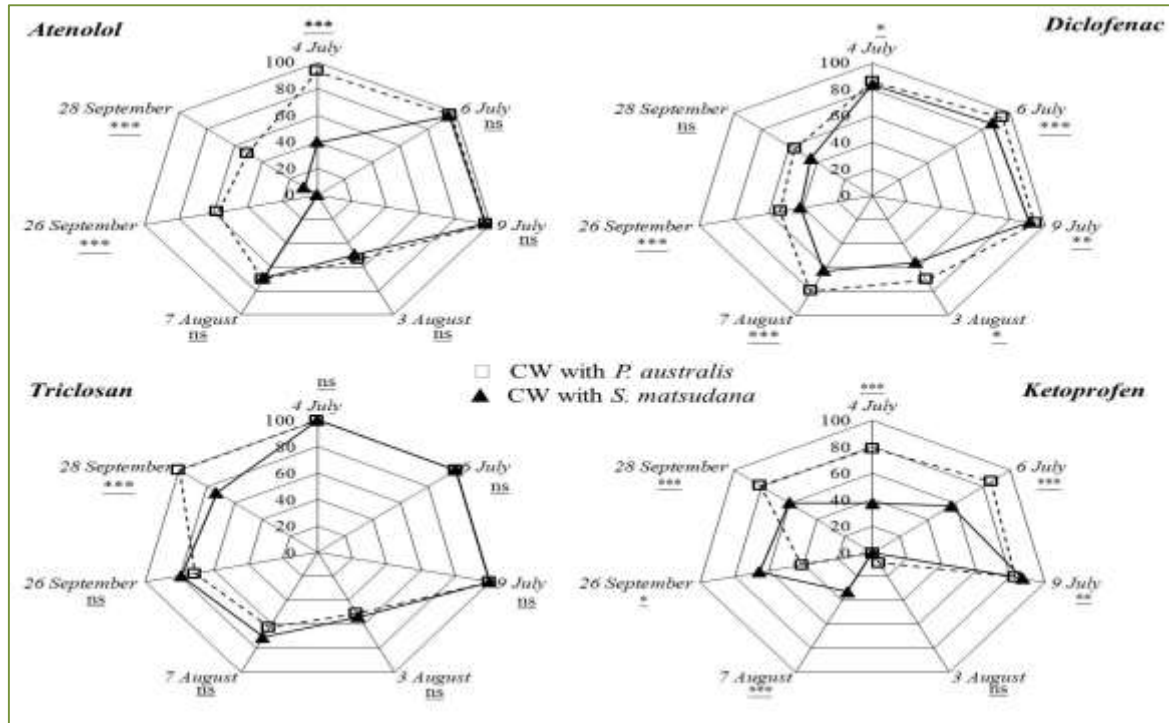 Atenolol
***
4 July
100
80
60
40
20
0
6 July
ns
9 July
ns
3 August
ns
7 August
ns
26 September
***
28 September
***
Diclofenac
*
4 July
100
80
60
40
20
0
6 July
***
9 July
**
3 August
*
7 August
***
26 September
***
28 September
ns
CW with P. australis
CW with S. matsudana
Triclosan
ns
4 July
100
80
60
40
20
0
6 July
ns
9 July
ns
3 August
ns
7 August
ns
26 September
ns
28 September
***
Ketoprofen
***
4 July
100
80
60
40
20
0
6 July
***
9 July
**
3 August
ns
7 August
***
26 September
*
28 September
***